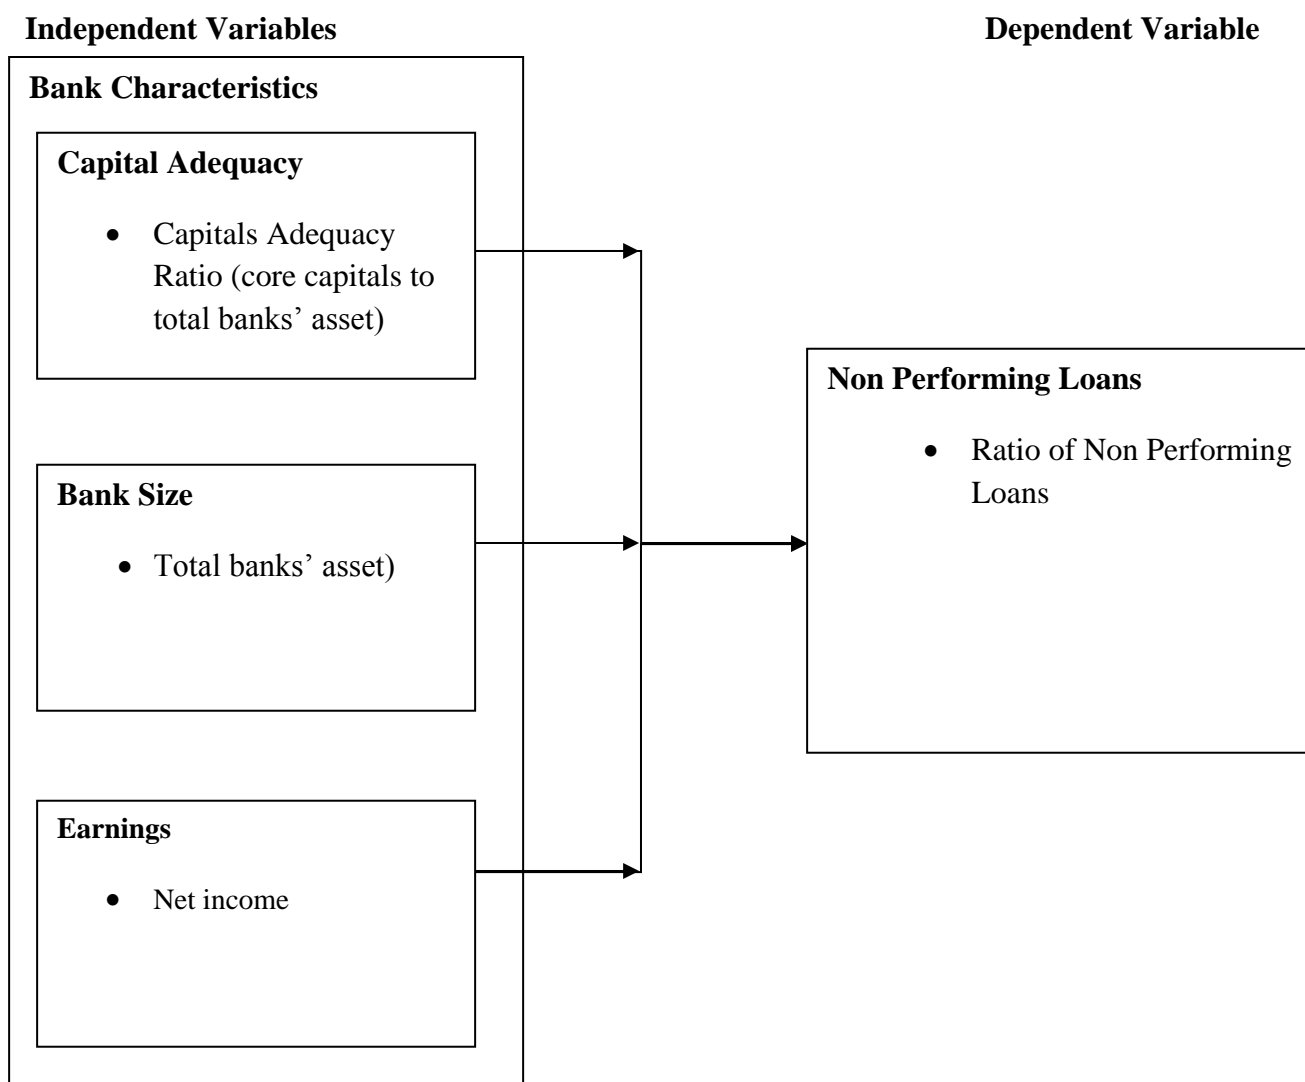 Independent Variables
Dependent Variable
Bank Characteristics
Capital Adequacy
• Capitals Adequacy
Ratio (core capitals to
total banks’ asset)
Bank Size
• Total banks’ asset)
Earnings
• Net income
Non Performing Loans
• Ratio of Non Performing
Loans